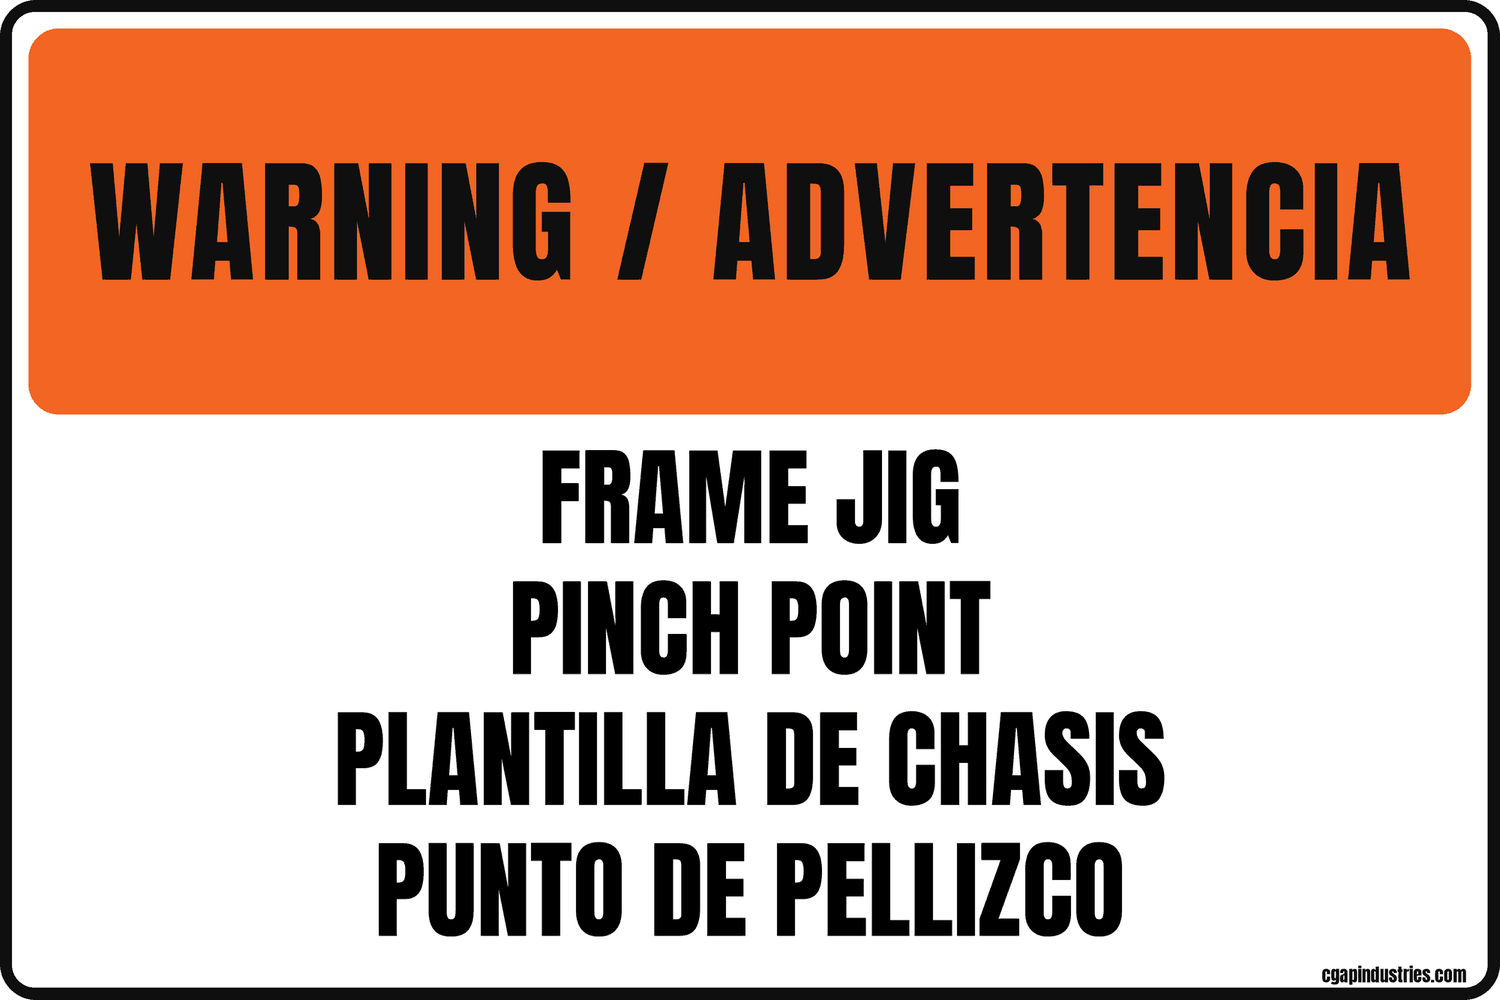 WARNING / ADVERTENCIA
FRAME JIG
PINCH POINT
PLANTILLA DE CHASIS
PUNTO DE PELLIZCO
cgapindustries.com